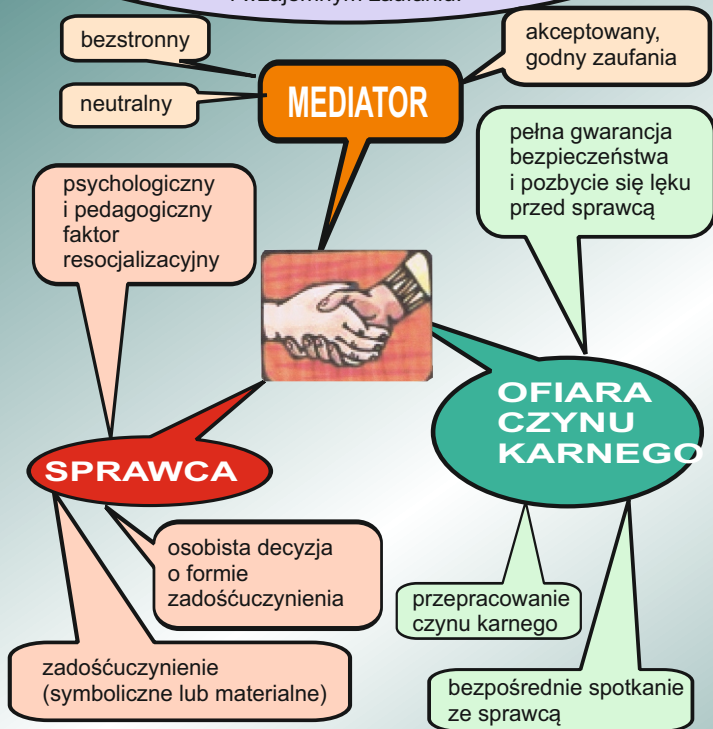 bezstronny
neutralny
MEDIATOR
akceptowany,
godny zaufania
pełna gwarancja
bezpieczeństwa
i pozbycie się lęku
przed sprawcą
psychologiczny
i pedagogiczny
faktor
resocjalizacyjny
OFIARA
CZYNU
KARNEGO
SPRAWCA
osobista decyzja
o formie
zadośćuczynienia
przepracowanie
czynu karnego
zadośćuczynienie
(symboliczne lub materialne)
bezpośrednie spotkanie
ze sprawcą